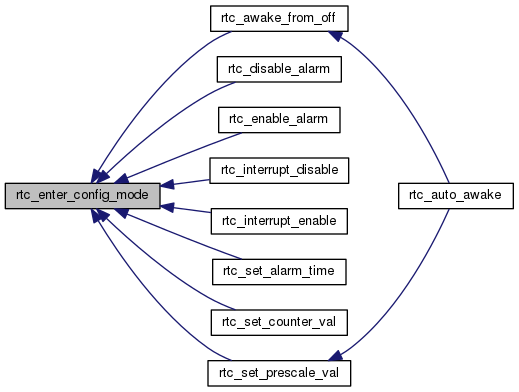 rtc_awake_from_off
rtc_disable_alarm
rtc_enable_alarm
rtc_interrupt_disable
rtc_enter_config_mode
rtc_auto_awake
rtc_interrupt_enable
rtc_set_alarm_time
rtc_set_counter_val
rtc_set_prescale_val